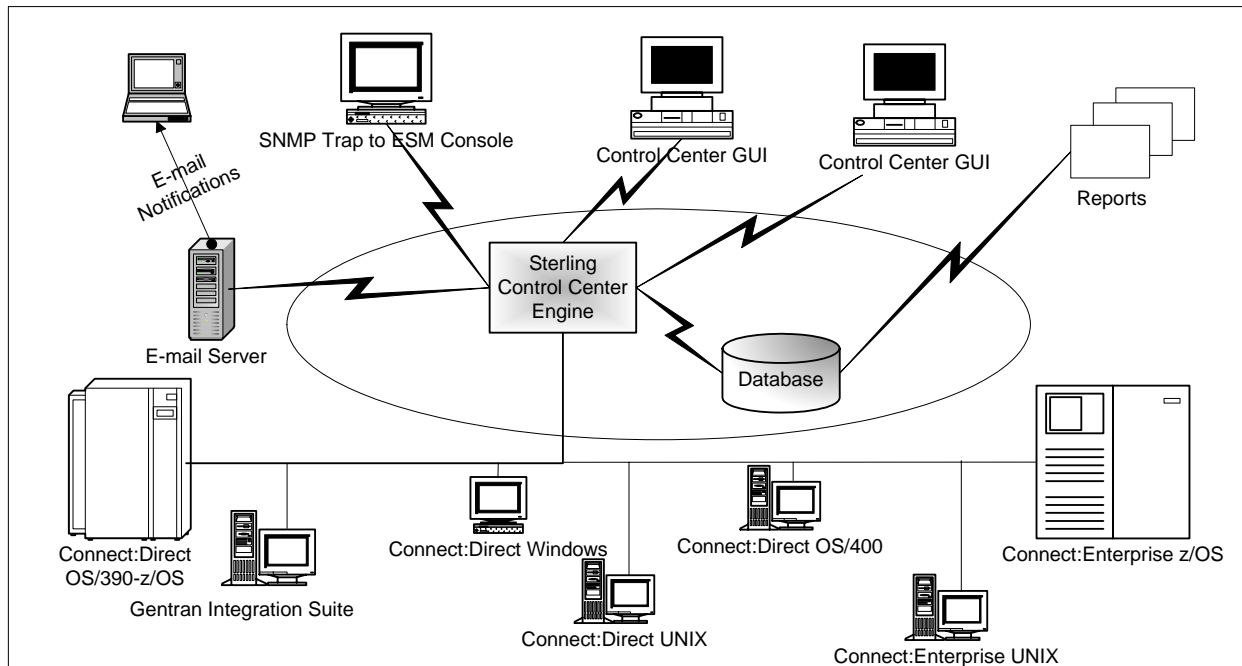 SNMP Trap to ESM Console
Control Center GUI
Control Center GUI
Reports
E-mail
Notifications
E-mail Server
Sterling
Control Center
Engine
Database
Connect:Direct
OS/390-z/OS
Gentran Integration Suite
Connect:Direct Windows
Connect:Direct UNIX
Connect:Direct OS/400
Connect:Enterprise UNIX
Connect:Enterprise z/OS